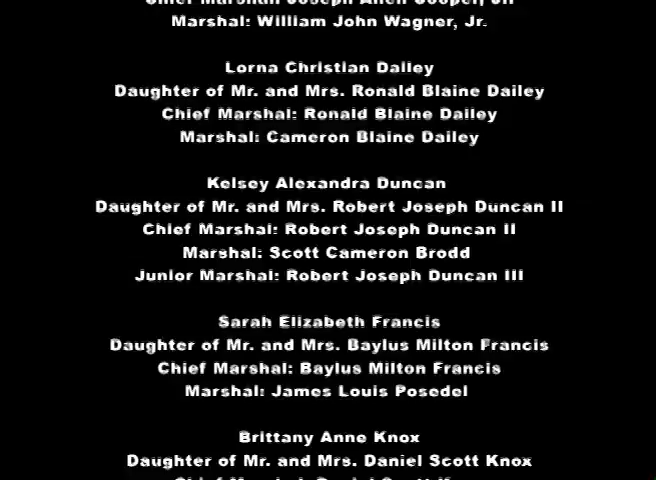 Marshal: William John Wagner, Jr.
Lorna Christian Dailey
Daughter of Mr. and Mrs. Ronald Blaine Dailey
Chief Marshal: Ronald Blaine Dailey
Marshal: Cameron Blaine Dailey
Kelsey Alexandra Duncan
Daughter of Mr. and Mrs. Robert Joseph Duncan II
Chief Marshal: Robert Joseph Duncan II
Marshal: Scott Cameron Brodd
Junior Marshal: Robert Joseph Duncan III
Sarah Elizabeth Francis
Daughter of Mr. and Mrs. Baylus Milton Francis
Chief Marshal: Baylus Milton Francis
Marshal: James Louis Posedel
Brittany Anne Knox
Daughter of Mr. and Mrs. Daniel Scott Knox